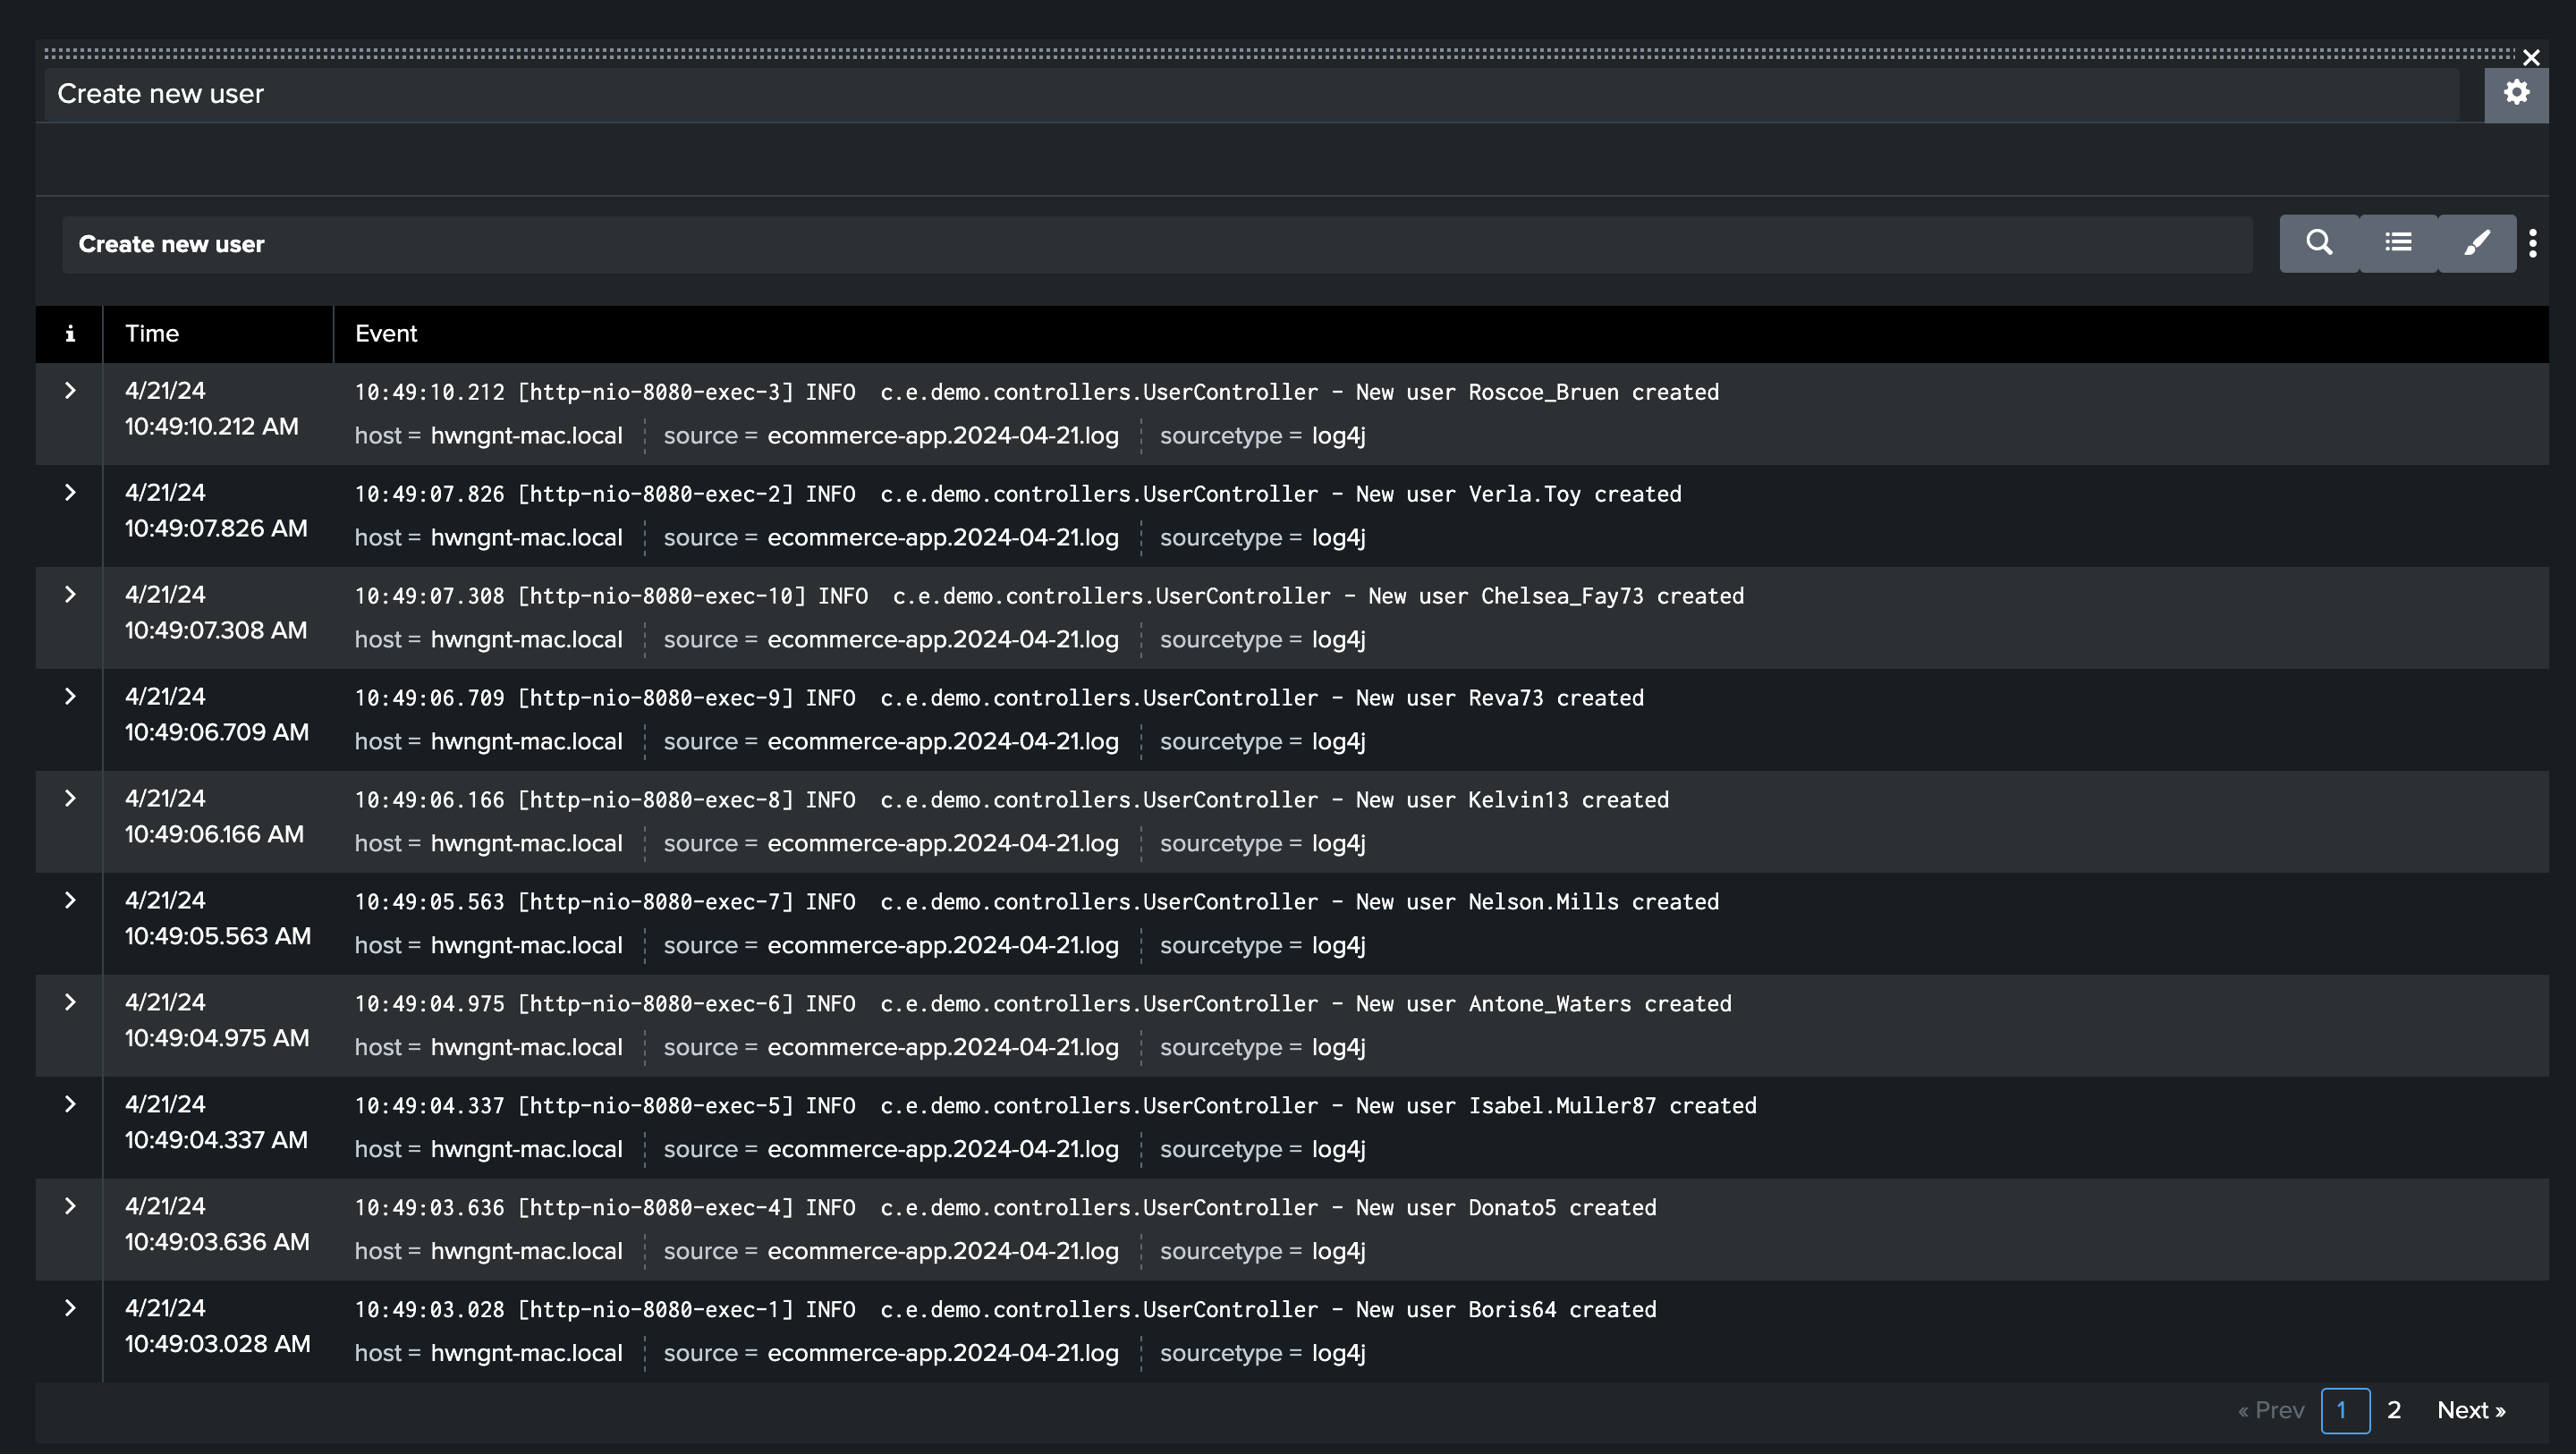 Create new user
Create new user
i Time Event
4/21/24
10:49:10.212 AM
10:49:10.212 [http-nio-8080-exec-3] INFO  c.e.demo.controllers.UserController - New user Roscoe_Bruen created
host = hwngnt-mac.local source = ecommerce-app.2024-04-21.log sourcetype = log4j
4/21/24
10:49:07.826 AM
10:49:07.826 [http-nio-8080-exec-2] INFO  c.e.demo.controllers.UserController - New user Verla.Toy created
host = hwngnt-mac.local source = ecommerce-app.2024-04-21.log sourcetype = log4j
4/21/24
10:49:07.308 AM
10:49:07.308 [http-nio-8080-exec-10] INFO  c.e.demo.controllers.UserController - New user Chelsea_Fay73 created
host = hwngnt-mac.local source = ecommerce-app.2024-04-21.log sourcetype = log4j
4/21/24
10:49:06.709 AM
10:49:06.709 [http-nio-8080-exec-9] INFO  c.e.demo.controllers.UserController - New user Reva73 created
host = hwngnt-mac.local source = ecommerce-app.2024-04-21.log sourcetype = log4j
4/21/24
10:49:06.166 AM
10:49:06.166 [http-nio-8080-exec-8] INFO  c.e.demo.controllers.UserController - New user Kelvin13 created
host = hwngnt-mac.local source = ecommerce-app.2024-04-21.log sourcetype = log4j
4/21/24
10:49:05.563 AM
10:49:05.563 [http-nio-8080-exec-7] INFO  c.e.demo.controllers.UserController - New user Nelson.Mills created
host = hwngnt-mac.local source = ecommerce-app.2024-04-21.log sourcetype = log4j
4/21/24
10:49:04.975 AM
10:49:04.975 [http-nio-8080-exec-6] INFO  c.e.demo.controllers.UserController - New user Antone_Waters created
host = hwngnt-mac.local source = ecommerce-app.2024-04-21.log sourcetype = log4j
4/21/24
10:49:04.337 AM
10:49:04.337 [http-nio-8080-exec-5] INFO  c.e.demo.controllers.UserController - New user Isabel.Muller87 created
host = hwngnt-mac.local source = ecommerce-app.2024-04-21.log sourcetype = log4j
4/21/24
10:49:03.636 AM
10:49:03.636 [http-nio-8080-exec-4] INFO  c.e.demo.controllers.UserController - New user Donato5 created
host = hwngnt-mac.local source = ecommerce-app.2024-04-21.log sourcetype = log4j
4/21/24
10:49:03.028 AM
10:49:03.028 [http-nio-8080-exec-1] INFO  c.e.demo.controllers.UserController - New user Boris64 created
host = hwngnt-mac.local source = ecommerce-app.2024-04-21.log sourcetype = log4j
« Prev 1 2 Next »